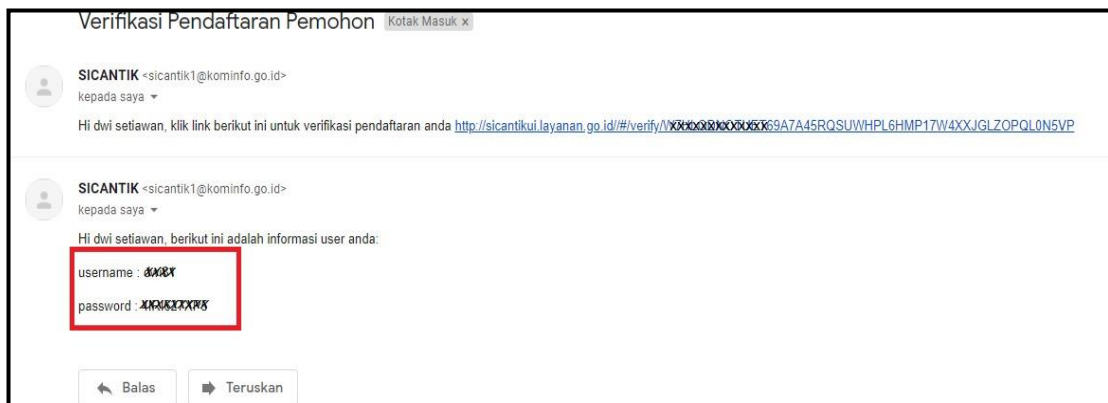 Verifikasi Pendaftaran Pemohon Kotak Masuk x
SICANTIK <sicantik1@kominfo.go.id>
kepada saya
Hi dwi setiawan, klik link berikut ini untuk verifikasi pendaftaran anda http://sicantikui.layanan.go.id//#/verify/
SICANTIK <sicantik1@kominfo.go.id>
kepada saya
Hi dwi setiawan, berikut ini adalah informasi user anda:
username :
password :
Balas Teruskan